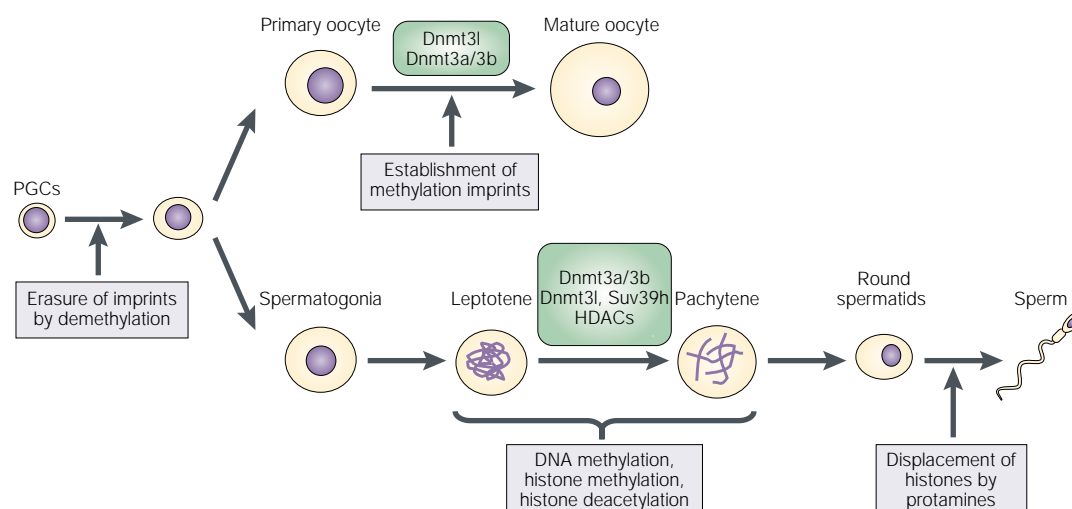 Primary oocyte
Dnmt3l
Dnmt3a/3b
Mature oocyte
Establishment of
methylation imprints
PGCs
Erasure of imprints
by demethylation
Spermatogonia
Leptotene
Dnmt3a/3b
Dnmt3l, Suv39h
HDACs
Pachytene
Round
spermatids
Sperm
DNA methylation,
histone methylation,
histone deacetylation
Displacement of
histones by
protamines